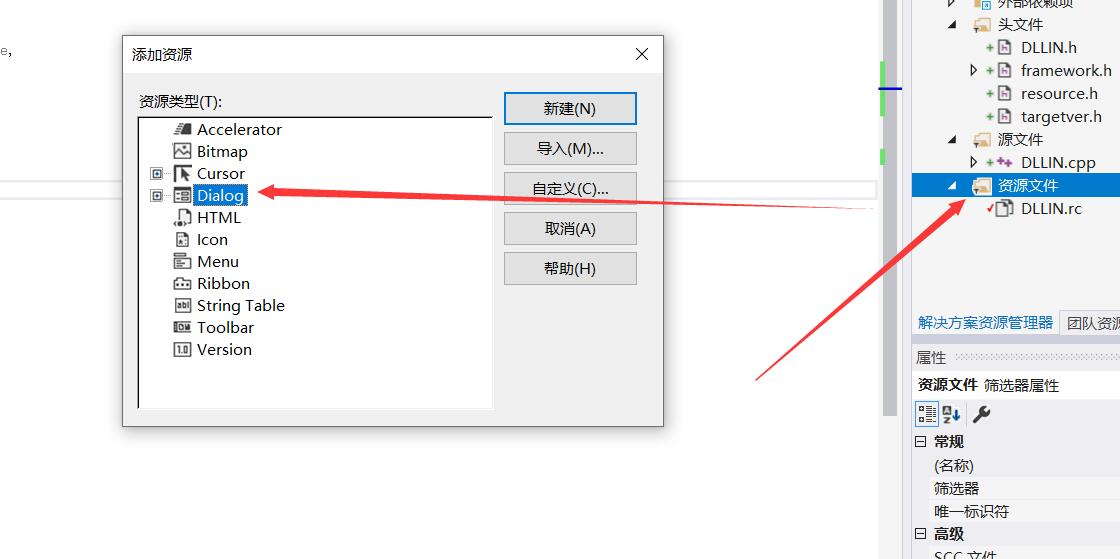 e,
添加资源
资源类型(T):
Accelerator
Bitmap
Cursor
Dialog
HTML
Icon
Menu
Ribbon
String Table
Toolbar
Version
新建(N)
导入(M)...
自定义(C)...
取消(A)
帮助(H)
外部依赖项
头文件
DLLIN.h
framework.h
resource.h
targetver.h
源文件
DLLIN.cpp
资源文件
DLLIN.rc
解决方案资源管理器 团队资源
属性
资源文件 筛选器属性
常规
(名称)
筛选器
唯一标识符
高级
SCC 文件